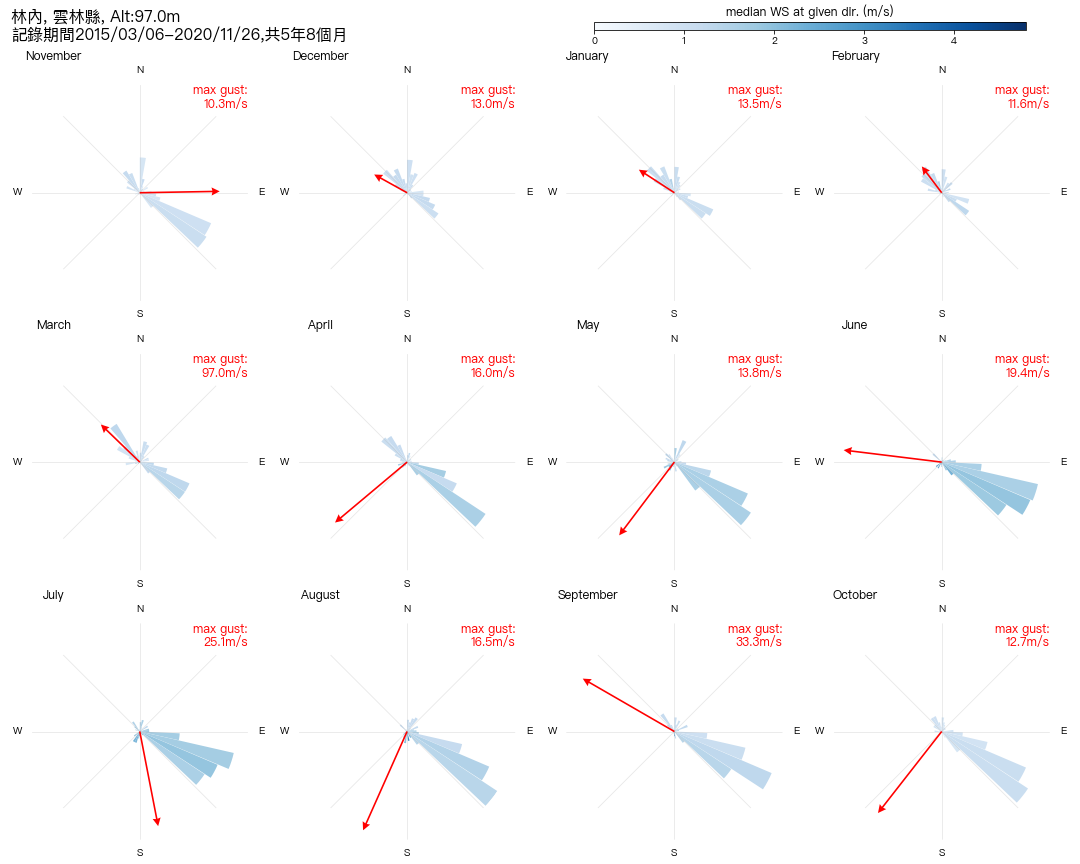 林內, 雲林縣, Alt:97.0m
記錄期間2015/03/06-2020/11/26,共5年8個月
median WS at given dir. (m/s)
0 1 2 3 4
November
N
max gust:
10.3m/s
W
E
S
December
N
max gust:
13.0m/s
W
E
January
max gust:
13.5m/s
W
E
February
N
max gust:
11.6m/s
W
E
March
N
max gust:
97.0m/s
W
E
S
April
N
max gust:
16.0m/s
W
E
S
May
N
max gust:
13.8m/s
W
E
S
June
N
max gust:
19.4m/s
W
E
S
July
N
max gust:
25.1m/s
W
E
S
August
N
max gust:
16.5m/s
W
E
S
September
N
max gust:
33.3m/s
W
E
S
October
N
max gust:
12.7m/s
W
E
S